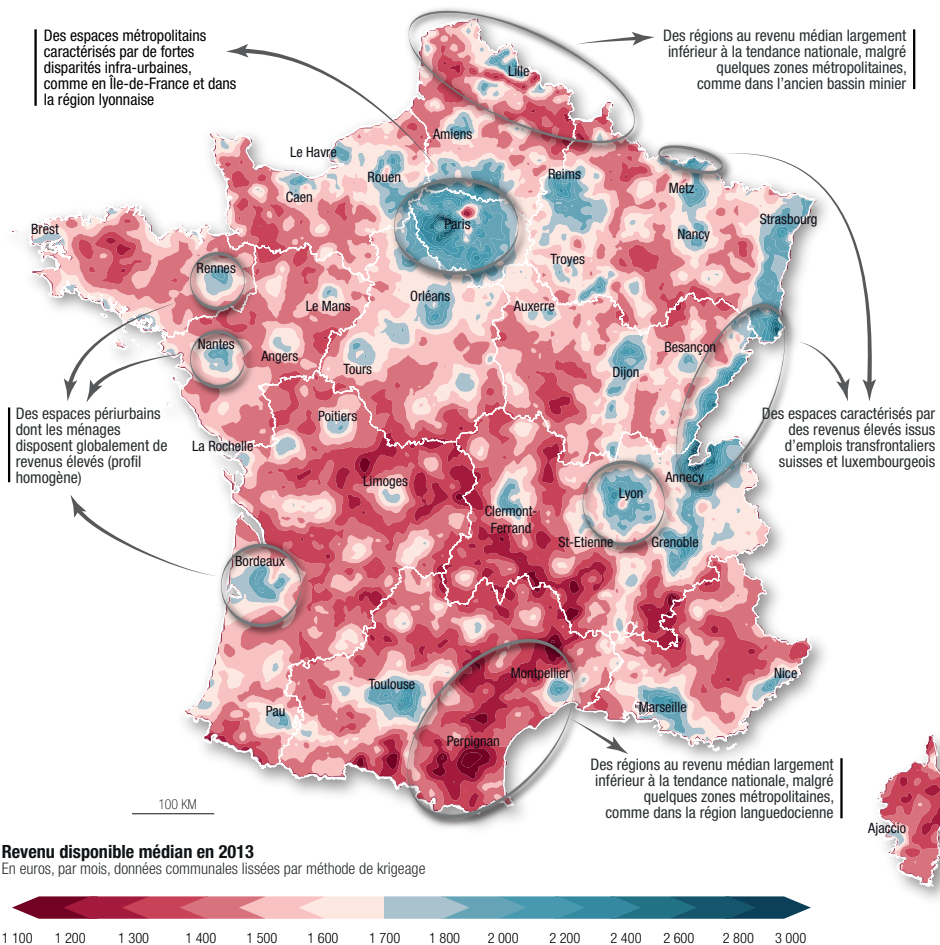 Des espaces métropolitains
caractérisés par de fortes
disparités infra-urbaines,
comme en Île-de-France et dans
la région lyonnaise
Des régions au revenu médian largement
inférieur à la tendance nationale, malgré
quelques zones métropolitaines,
comme dans l'ancien bassin minier
Lille
Amiens
Le Havre
Rouen
Reims
Caen
Metz
Strasbourg
Brest
Paris
Nancy
Rennes
Troyes
Le Mans
Orléans
Auxerre
Nantes
Angers
Besançon
Tours
Dijon
Des espaces périurbains
dont les ménages
disposent globalement de
revenus élevés (profil
homogène)
Des espaces caractérisés par
des revenus élevés issus
d'emplois transfrontaliers
suisses et luxembourgeois
Poitiers
La Rochelle
Limoges
Annecy
Lyon
Clermont-
Ferrand
St-Etienne
Grenoble
Bordeaux
Montpellier
Nice
Toulouse
Marseille
Pau
Perpignan
Des régions au revenu médian largement
inférieur à la tendance nationale, malgré
quelques zones métropolitaines,
comme dans la région languedocienne
100 KM
Ajaccio
Revenu disponible médian en 2013
En euros, par mois, données communales lissées par méthode de krigeage
1 100 1 200 1 300 1 400 1 500 1 600 1 700 1 800 2 000 2 200 2 400 2 600 2 800 3 000